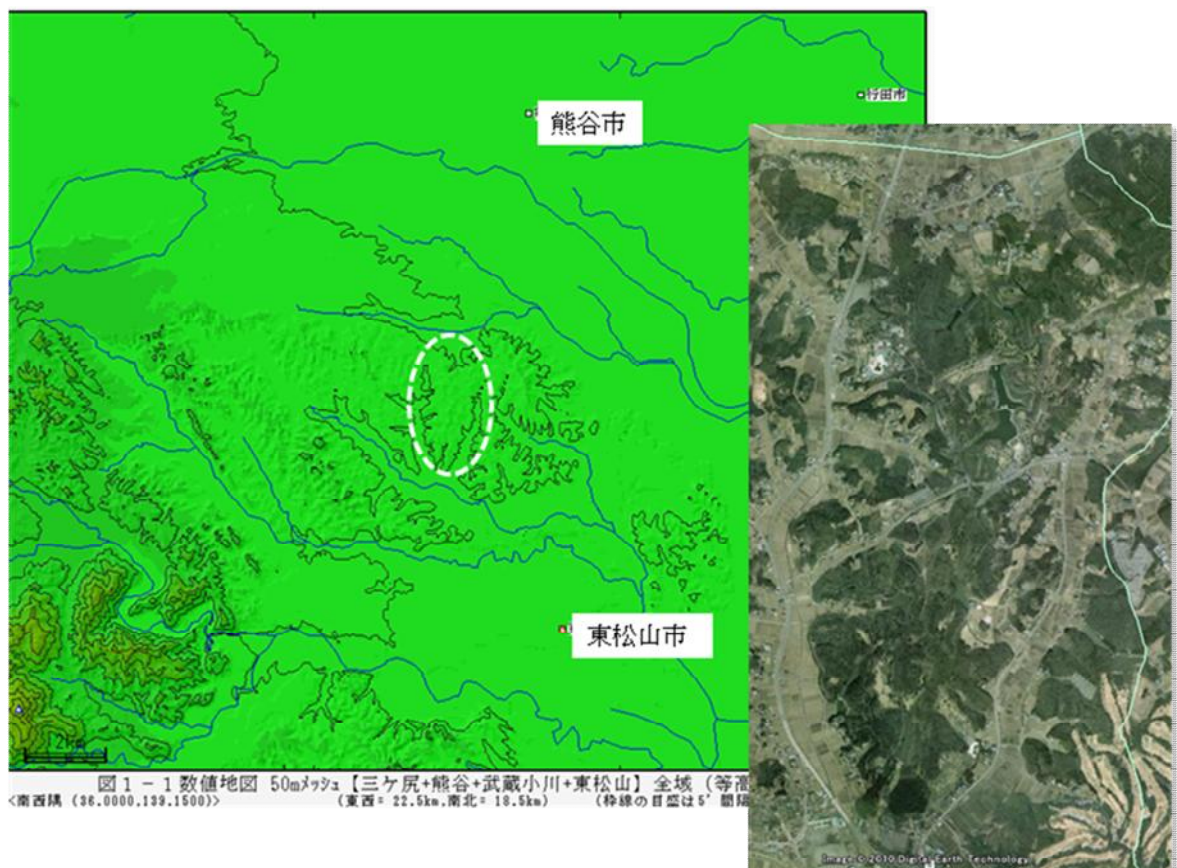 行田市
熊谷市
東松山市
2km
図1-1数値地図 50mメッシュ【三ケ尻+熊谷+武蔵小川+東松山】全域（等高
<南西隅 (36.0000,139.1500)> (東西= 22.5km,南北= 18.5km) (枠線の目盛は5' 間隔
Image © 2010 Digital Earth Technology